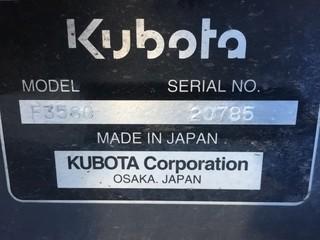 Kubota
MODEL SERIAL NO.
F3560 20785
MADE IN JAPAN
KUBOTA Corporation
OSAKA. JAPAN